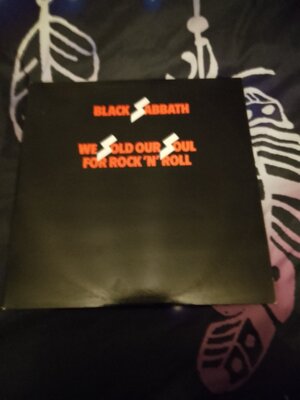 BLACK SABBATH
WE SOLD OUR SOUL
FOR ROCK 'N' ROLL